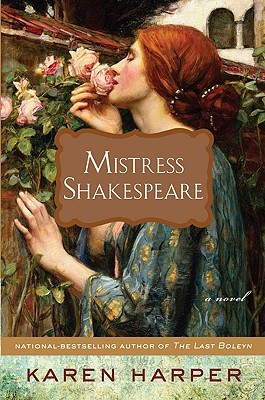 MISTRESS
SHAKESPEARE
a novel
NATIONAL-BESTSELLING AUTHOR OF THE LAST BOLEYN
KAREN HARPER